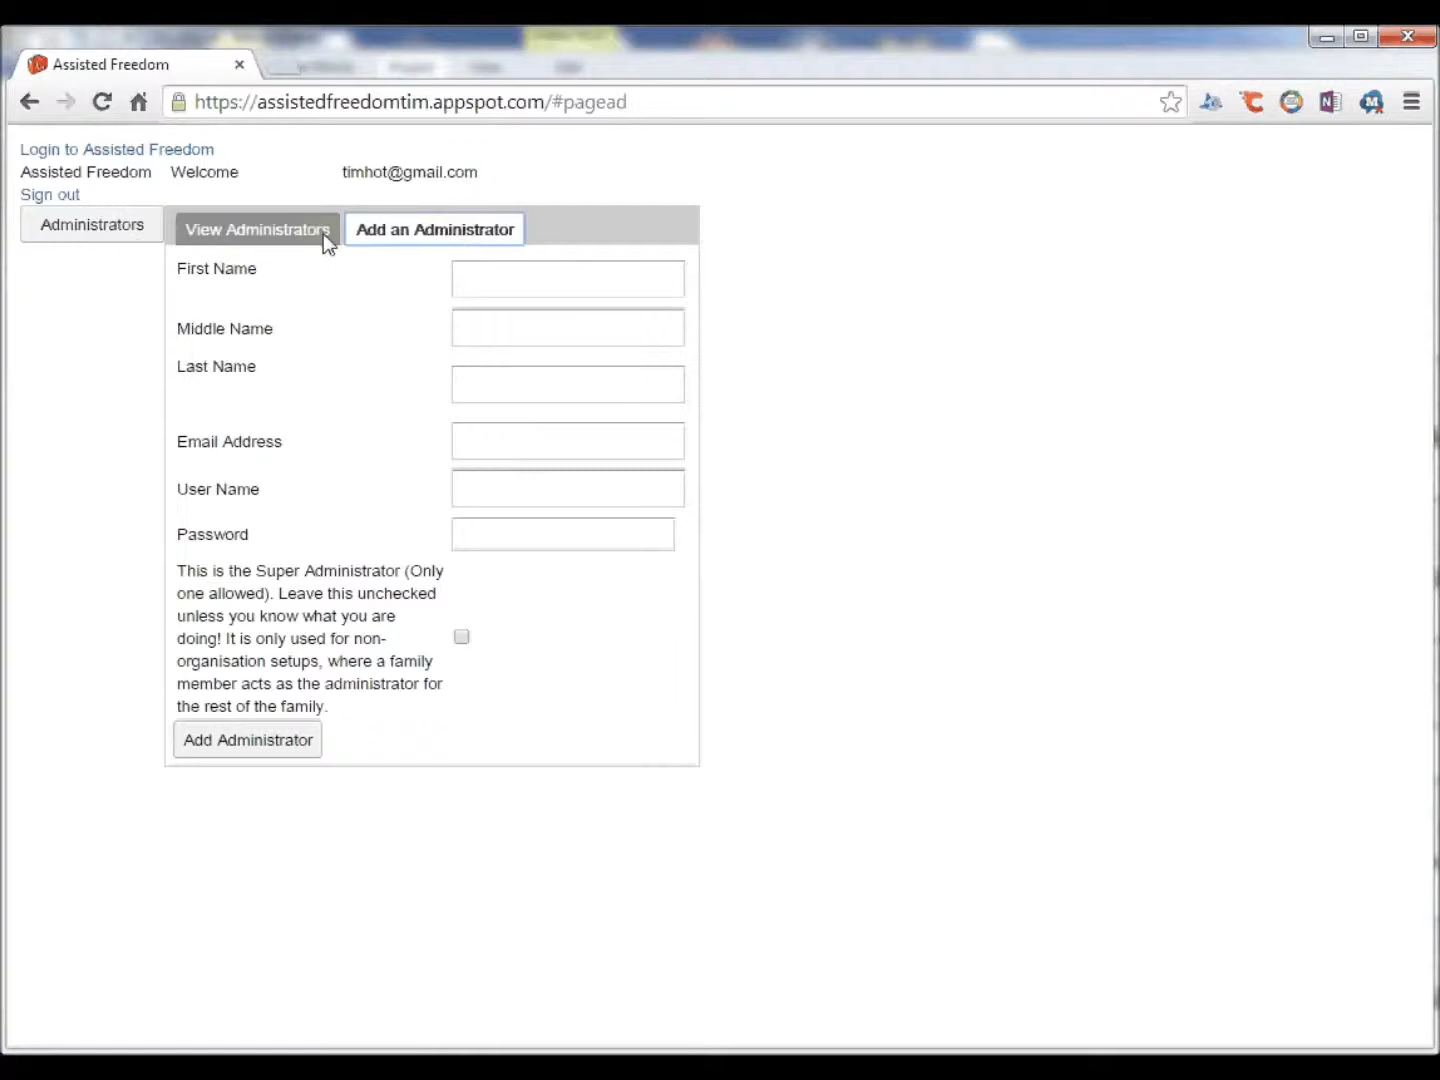 Assisted Freedom
https://assistedfreedomtim.appspot.com/#pagead
Login to Assisted Freedom
Assisted Freedom Welcome timhot@gmail.com
Sign out
Administrators View Administrators Add an Administrator
First Name
Middle Name
Last Name
Email Address
User Name
Password
This is the Super Administrator (Only
one allowed). Leave this unchecked
unless you know what you are
doing! It is only used for non-
organisation setups, where a family
member acts as the administrator for
the rest of the family.
Add Administrator